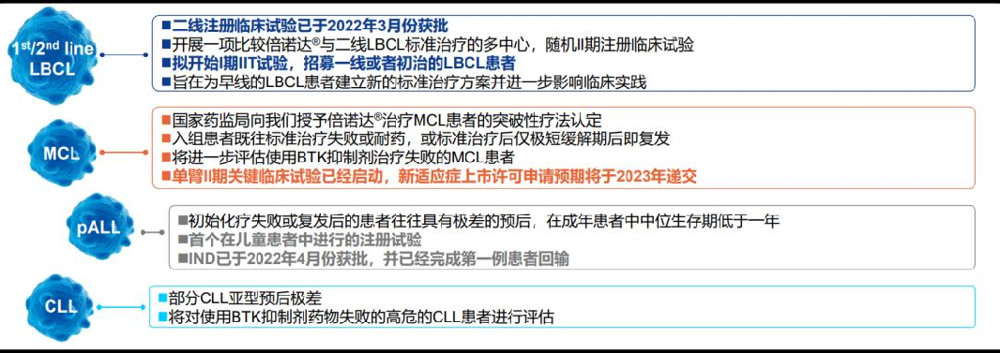 1st/2nd line
LBCL
■二线注册临床试验已于2022年3月份获批
■开展一项比较倍诺达®与二线LBCL标准治疗的多中心，随机II期注册临床试验
■拟开始I期IIT试验，招募一线或者初治的LBCL患者
■旨在为早线的LBCL患者建立新的标准治疗方案并进一步影响临床实践
MCL
■国家药监局向我们授予倍诺达®治疗MCL患者的突破性疗法认定
■入组患者既往标准治疗失败或耐药，或标准治疗后仅极短缓解期后即复发
■将进一步评估使用BTK抑制剂治疗失败的MCL患者
■单臂II期关键临床试验已经启动，新适应症上市许可申请预期将于2023年递交
pALL
■初始化疗失败或复发后的患者往往具有极差的预后，在成年患者中中位生存期低于一年
■首个在儿童患者中进行的注册试验
■IND已于2022年4月份获批，并已经完成第一例患者回输
CLL
■部分CLL亚型预后极差
■将对使用BTK抑制剂药物失败的高危的CLL患者进行评估